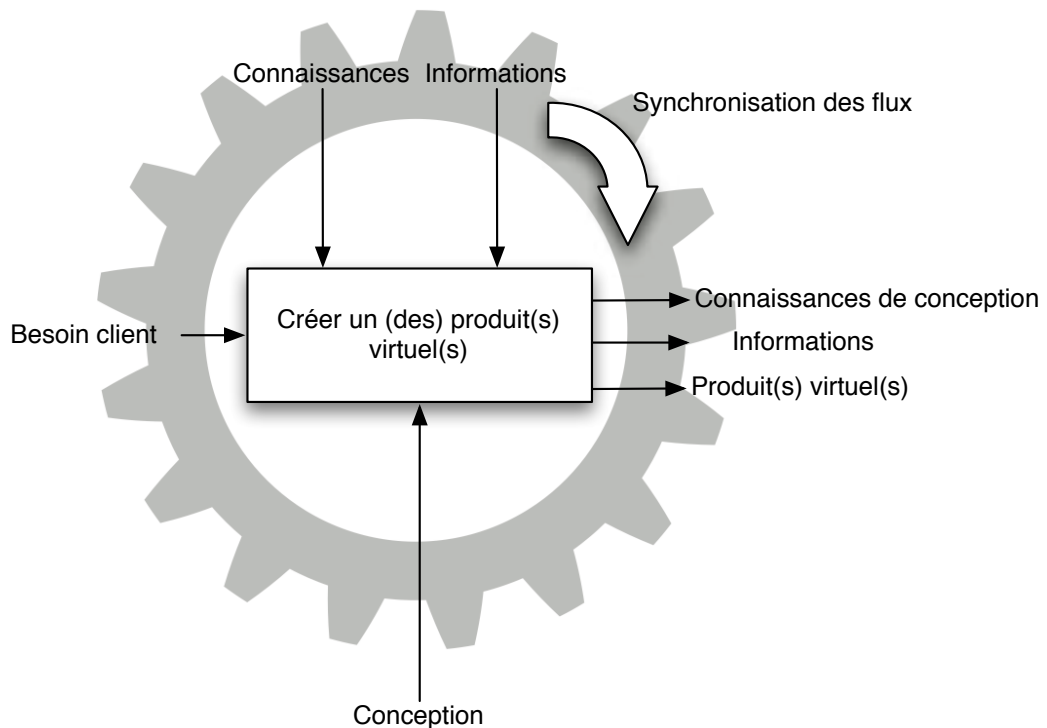 Connaissances
Informations
Synchronisation des flux
Besoin client
Créer un (des) produit(s)
virtuel(s)
Connaissances de conception
Informations
Produit(s) virtuel(s)
Conception